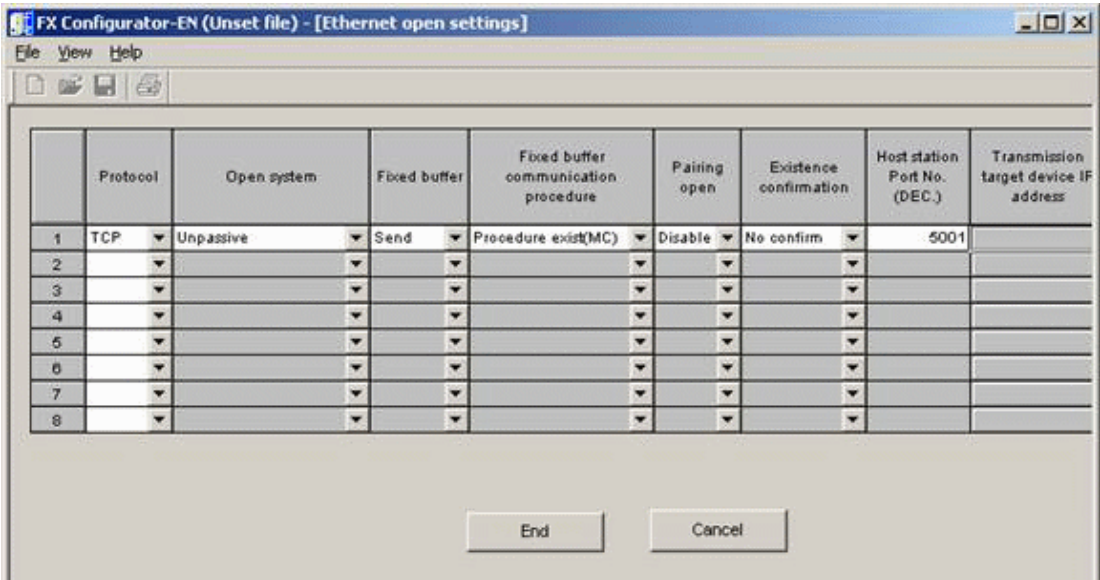 FX Configurator-EN (Unset file) - [Ethernet open settings]
File View Help
Protocol Open system Fixed buffer Fixed buffer communication procedure Pairing open Existence confirmation Host station Port No. (DEC.) Transmission target device IP address
1 TCP Unpassive Send Procedure exist(MC) Disable No confirm 5001
2
3
4
5
6
7
8
End Cancel